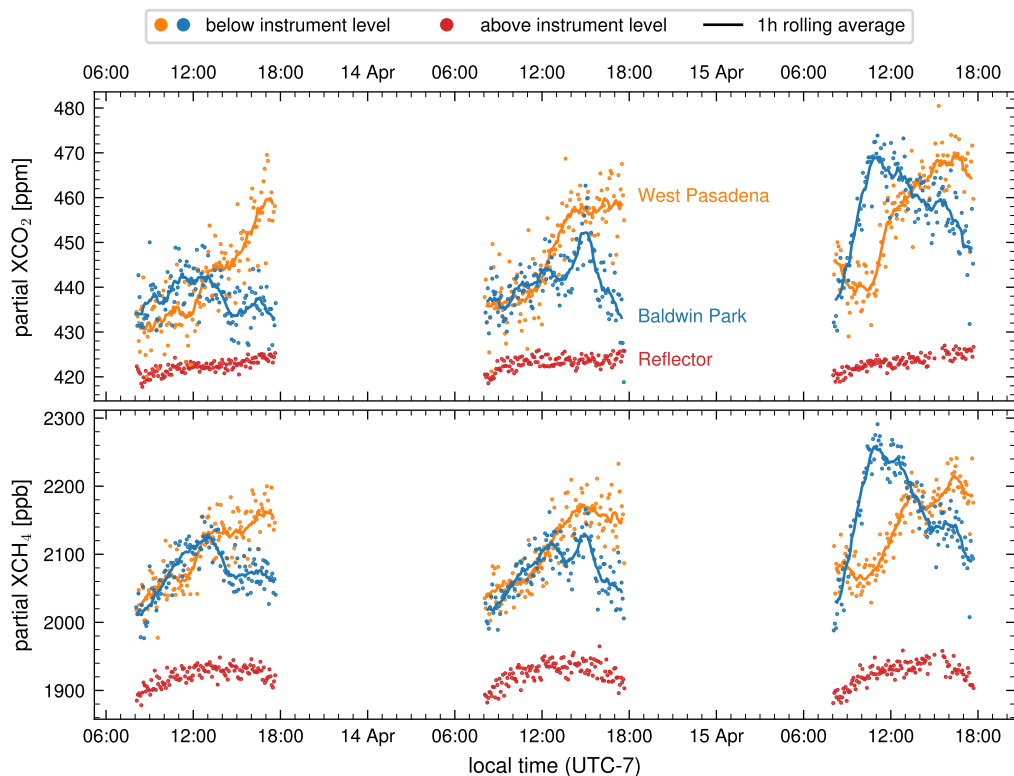 below instrument level above instrument level 1h rolling average
06:00 12:00 18:00 14 Apr 06:00 12:00 18:00 15 Apr 06:00 12:00 18:00
480
470
460
450
440
430
420
partial XCO₂ [ppm]
West Pasadena
Baldwin Park
Reflector
2300
2200
2100
2000
1900
partial XCH₄ [ppb]
06:00 12:00 18:00 14 Apr 06:00 12:00 18:00 15 Apr 06:00 12:00 18:00
local time (UTC-7)